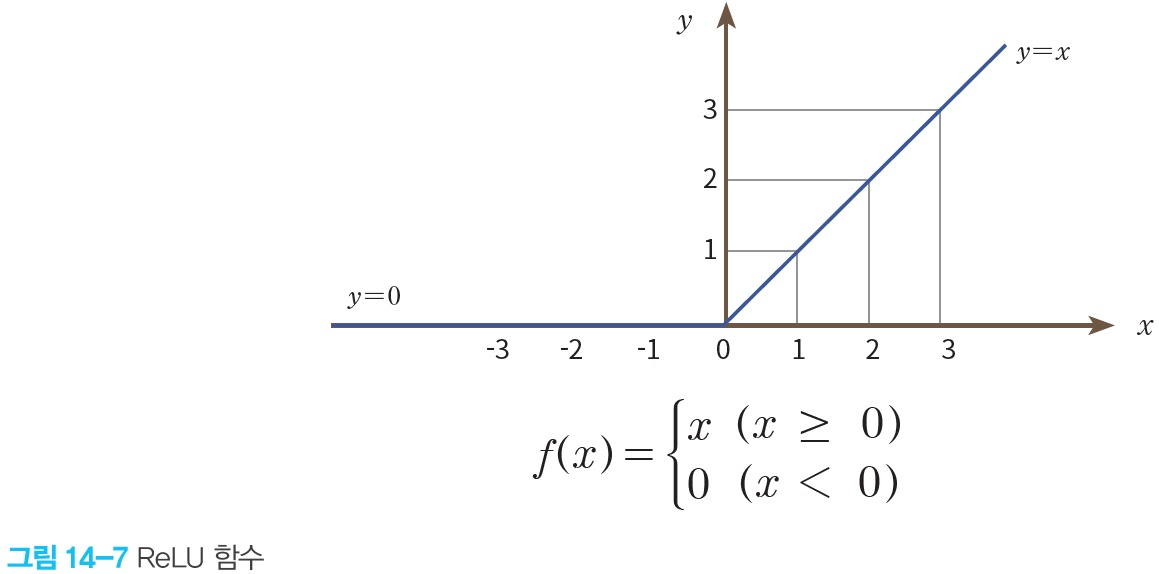 y
y=x
3
2
1
y=0
x
-3 -2 -1 0 1 2 3
f(x) = { x (x ≥ 0)
0 (x < 0)
그림 14-7 ReLU 함수